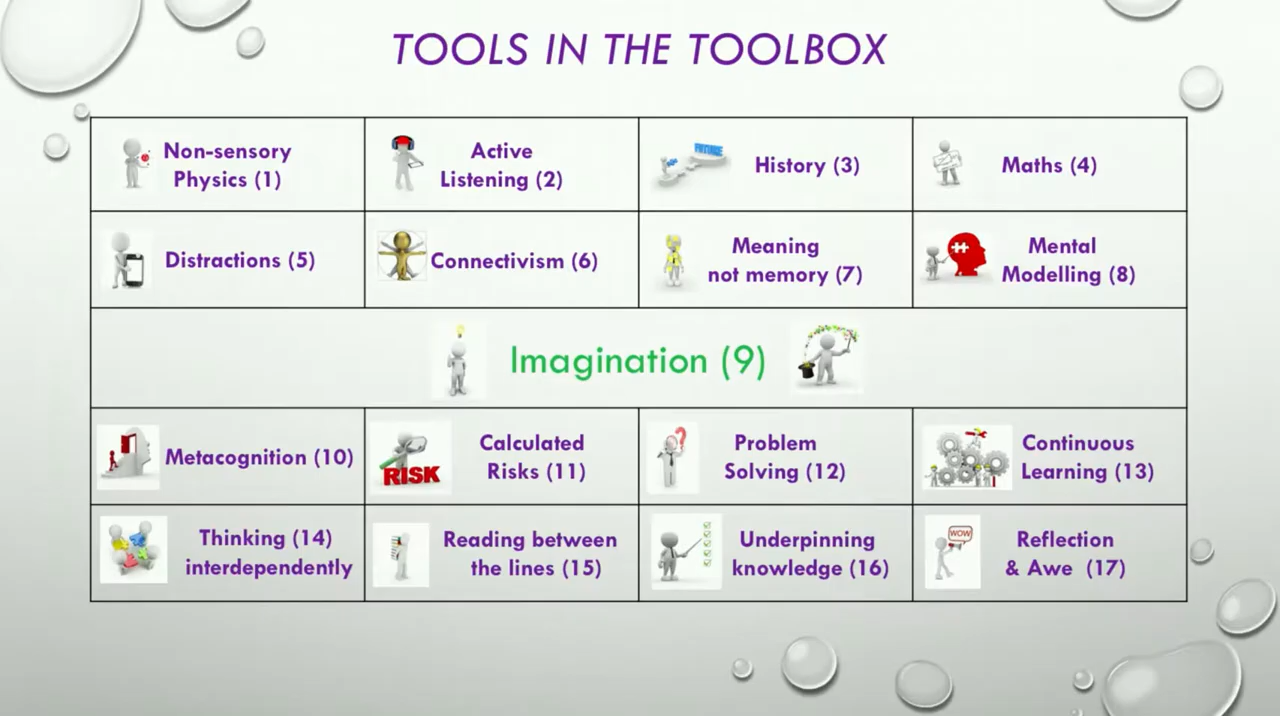 TOOLS IN THE TOOLBOX
Non-sensory
Physics (1)
Active
Listening (2)
FUTURE
History (3)
Maths (4)
Distractions (5)
Connectivism (6)
Meaning
not memory (7)
Mental
Modelling (8)
Imagination (9)
Metacognition (10)
RISK
Calculated
Risks (11)
?
Problem
Solving (12)
Continuous
Learning (13)
Thinking (14)
interdependently
Reading between
the lines (15)
Underpinning
knowledge (16)
WOW
Reflection
& Awe (17)